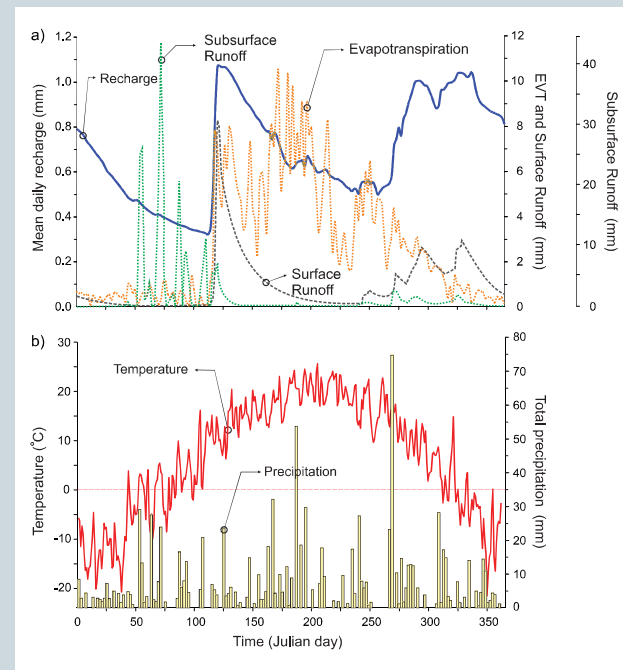 a)
1,2
1,0
0,8
0,6
0,4
0,2
0,0
Mean daily recharge (mm)
Recharge
Subsurface
Runoff
Evapotranspiration
Surface
Runoff
12
10
8
6
4
2
0
EVT and Surface Runoff (mm)
40
30
20
10
0
Subsurface Runoff (mm)
b)
30
20
10
0
-10
-20
Temperature (°C)
Temperature
Precipitation
80
70
60
50
40
30
20
10
0
Total precipitation (mm)
0 50 75 125 150 200 250 300 350
Time (Julian day)